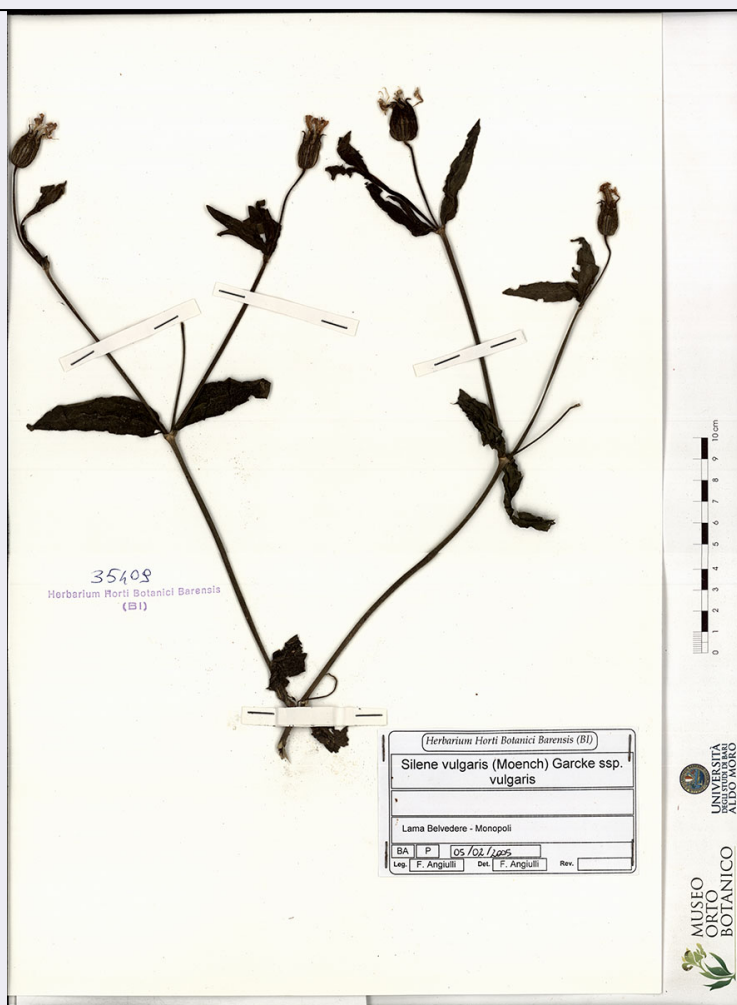 35409
Herbarium Horti Botanici Barensis
(BI)
Herbarium Horti Botanici Barensis (BI)
Silene vulgaris (Moench) Garcke ssp.
vulgaris
Lama Belvedere - Monopoli
BA P 05/02/2005
Leg. F. Angiulli Det. F. Angiulli Rev.
10 cm
9
8
7
6
5
4
3
2
1
0
UNIVERSITÀ
DEGLI STUDI DI BARI
ALDO MORO
MUSEO
ORTO
BOTANICO